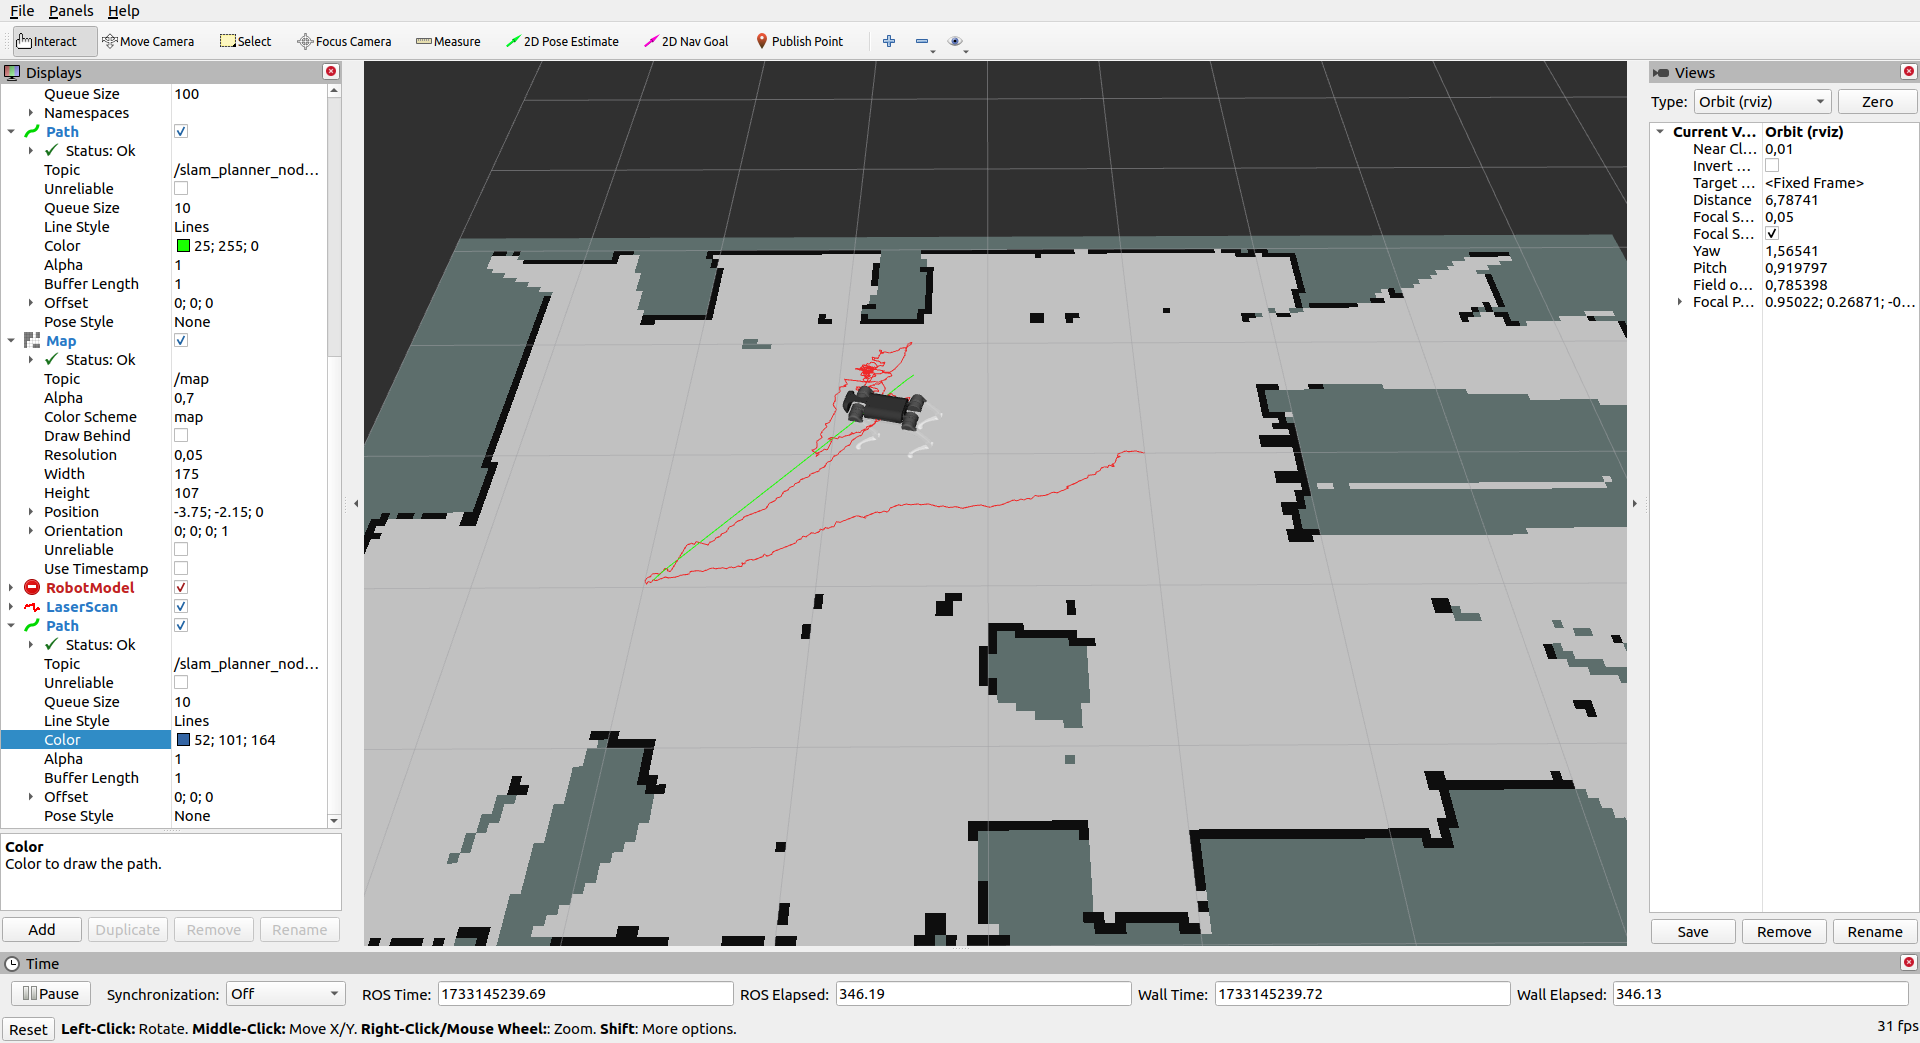 File Panels Help
Interact Move Camera Select Focus Camera Measure 2D Pose Estimate 2D Nav Goal Publish Point
Displays
Queue Size 100
Namespaces
Path
Status: Ok
Topic /slam_planner_nod...
Unreliable
Queue Size 10
Line Style Lines
Color 25; 255; 0
Alpha 1
Buffer Length 1
Offset 0; 0; 0
Pose Style None
Map
Status: Ok
Topic /map
Alpha 0,7
Color Scheme map
Draw Behind
Resolution 0,05
Width 175
Height 107
Position -3.75; -2.15; 0
Orientation 0; 0; 0; 1
Unreliable
Use Timestamp
RobotModel
LaserScan
Path
Status: Ok
Topic /slam_planner_nod...
Unreliable
Queue Size 10
Line Style Lines
Color 52; 101; 164
Alpha 1
Buffer Length 1
Offset 0; 0; 0
Pose Style None
Color
Color to draw the path.
Add Duplicate Remove Rename
Views
Type: Orbit (rviz) Zero
Current V... Orbit (rviz)
Near Cl... 0,01
Invert ...
Target ... <Fixed Frame>
Distance 6,78741
Focal S... 0,05
Focal S...
Yaw 1,56541
Pitch 0,919797
Field o... 0,785398
Focal P... 0.95022; 0.26871; -0...
Save Remove Rename
Time
Pause Synchronization: Off ROS Time: 1733145239.69 ROS Elapsed: 346.19 Wall Time: 1733145239.72 Wall Elapsed: 346.13
Reset Left-Click: Rotate. Middle-Click: Move X/Y. Right-Click/Mouse Wheel:: Zoom. Shift: More options. 31 fps